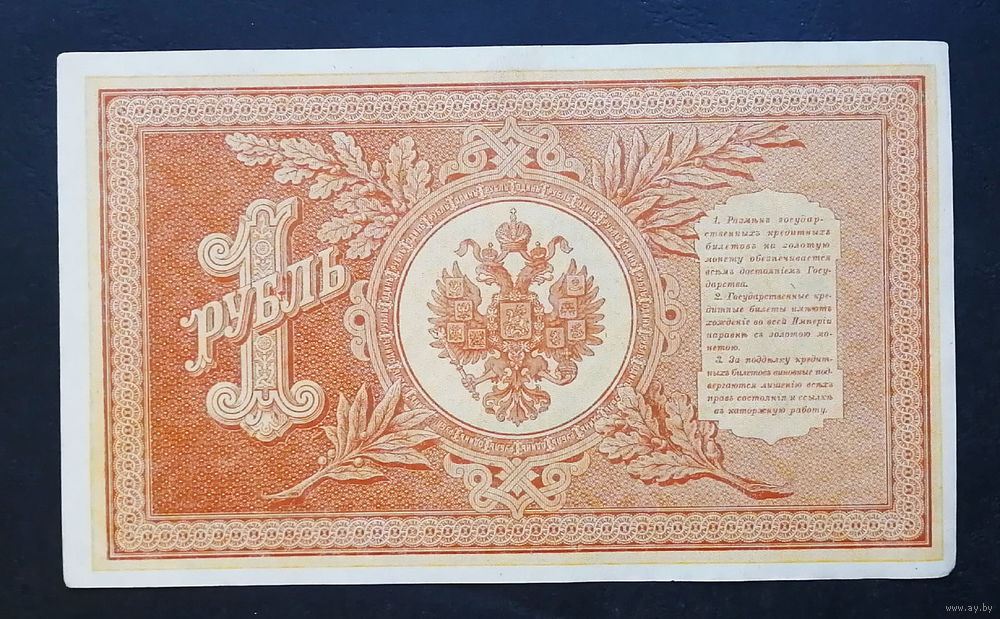 1
РУБЛЬ
1. Размѣнъ государ-
ственныхъ кредитныхъ
билетовъ на золотую
монету обезпечивается
всѣмъ достояніемъ Госу-
дарства.
2. Государственные кре-
дитные билеты имѣютъ
хожденіе во всей Имперіи
наравнѣ съ золотою мо-
нетою.
3. За поддѣлку кредит-
ныхъ билетовъ виновные под-
вергаются лишенію всѣхъ
правъ состоянія и ссылкѣ
въ каторжную работу.
www.ay.by